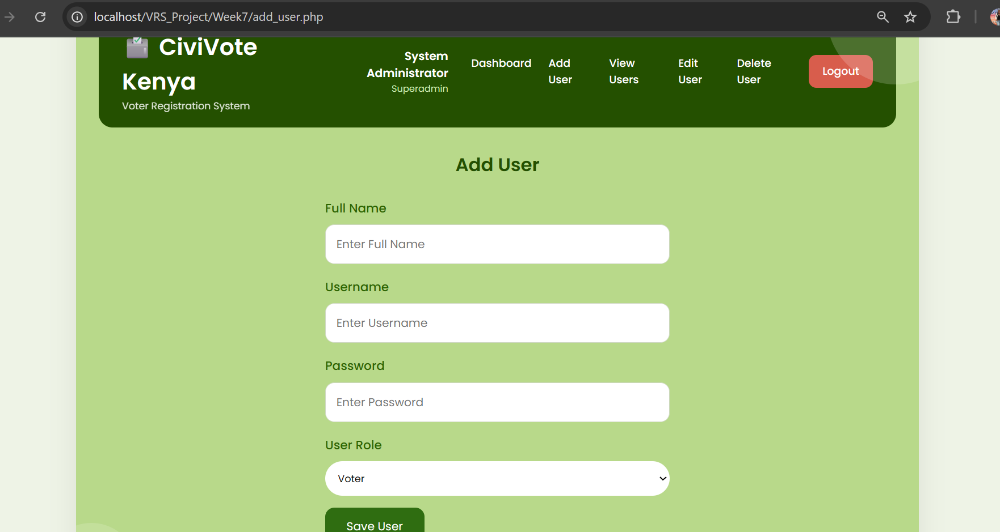 localhost/VRS_Project/Week7/add_user.php
CiviVote
Kenya
Voter Registration System
System
Administrator
Superadmin
Dashboard
Add
User
View
Users
Edit
User
Delete
User
Logout
Add User
Full Name
Enter Full Name
Username
Enter Username
Password
Enter Password
User Role
Voter
Save User